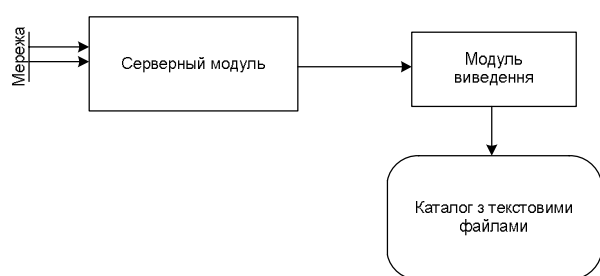 Мережа
Серверный модуль
Модуль
виведення
Каталог з текстовими
файлами